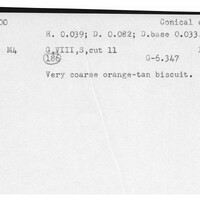 00 Conical
H. 0.039; D. 0.082; D.base 0.033
M4 G.VIII,S,cut 11
186 G-6.347
Very coarse orange-tan biscuit.